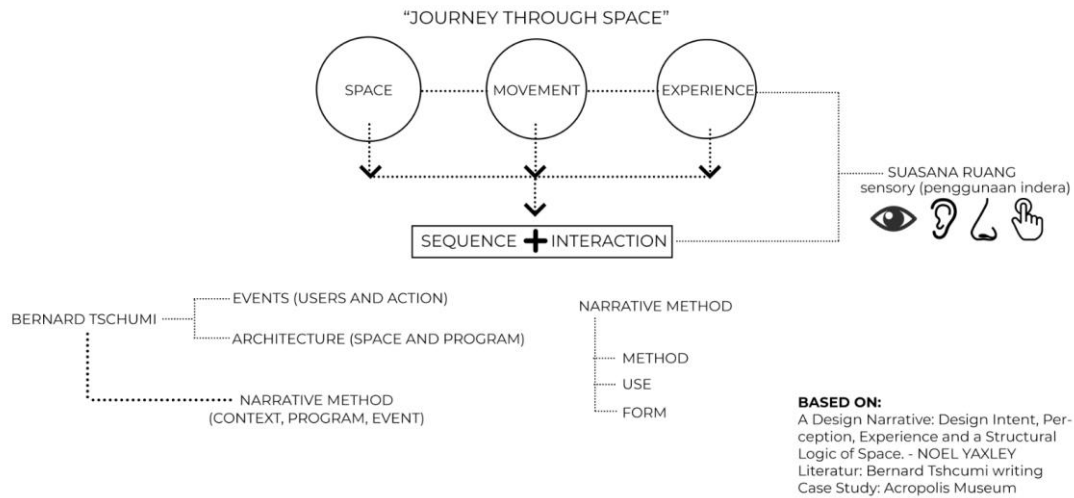 “JOURNEY THROUGH SPACE”
SPACE
MOVEMENT
EXPERIENCE
SUASANA RUANG
sensory (penggunaan indera)
SEQUENCE + INTERACTION
BERNARD TSCHUMI
EVENTS (USERS AND ACTION)
ARCHITECTURE (SPACE AND PROGRAM)
NARRATIVE METHOD
(CONTEXT, PROGRAM, EVENT)
NARRATIVE METHOD
METHOD
USE
FORM
BASED ON:
A Design Narrative: Design Intent, Per-
ception, Experience and a Structural
Logic of Space. - NOEL YAXLEY
Literatur: Bernard Tshcumi writing
Case Study: Acropolis Museum